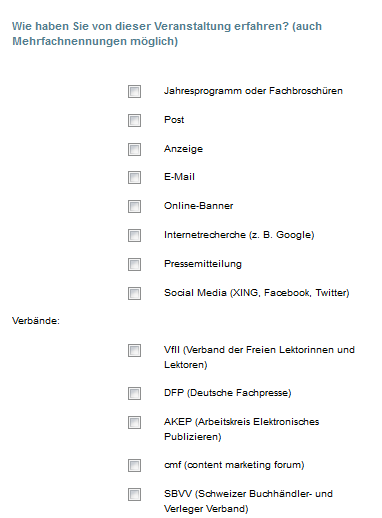 Wie haben Sie von dieser Veranstaltung erfahren? (auch
Mehrfachnennungen möglich)
Jahresprogramm oder Fachbroschüren
Post
Anzeige
E-Mail
Online-Banner
Internetrecherche (z. B. Google)
Pressemitteilung
Social Media (XING, Facebook, Twitter)
Verbände:
Vfll (Verband der Freien Lektorinnen und
Lektoren)
DFP (Deutsche Fachpresse)
AKEP (Arbeitskreis Elektronisches
Publizieren)
cmf (content marketing forum)
SBVV (Schweizer Buchhändler- und
Verleger Verband)